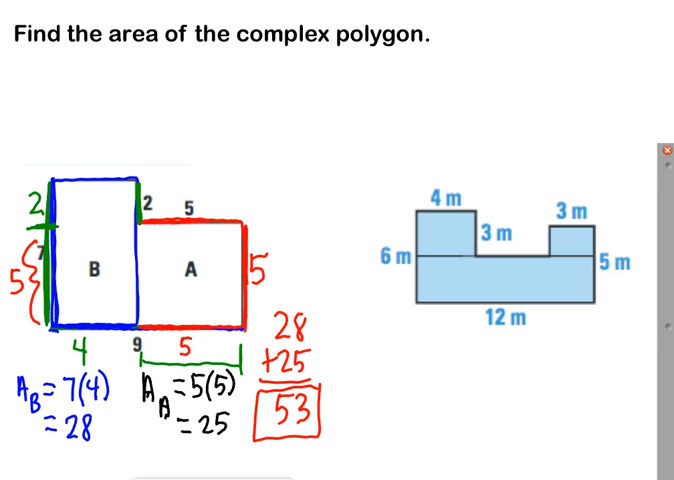 Find the area of the complex polygon.
2
2
5
7
5
B
A
5
4
9
5
A_B = 7(4)
= 28
A_A = 5(5)
= 25
28
+25
53
4 m
3 m
3 m
6 m
5 m
12 m